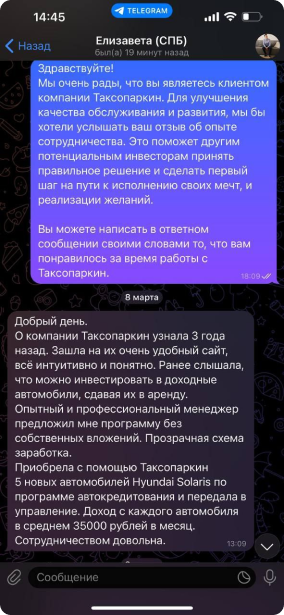 14:45
TELEGRAM
Назад
Елизавета (СПБ)
был(а) 19 минут назад
Здравствуйте!
Мы очень рады, что вы являетесь клиентом
компании Таксопаркин. Для улучшения
качества обслуживания и развития, мы бы
хотели услышать ваш отзыв об опыте
сотрудничества. Это поможет другим
потенциальным инвесторам принять
правильное решение и сделать первый
шаг на пути к исполнению своих мечт, и
реализации желаний.
Вы можете написать в ответном
сообщении своими словами то, что вам
понравилось за время работы с
Таксопаркин.
18:09
8 марта
Добрый день.
О компании Таксопаркин узнала 3 года
назад. Зашла на их очень удобный сайт,
всё интуитивно и понятно. Ранее слышала,
что можно инвестировать в доходные
автомобили, сдавая их в аренду.
Опытный и профессиональный менеджер
предложил мне программу без
собственных вложений. Прозрачная схема
заработка.
Приобрела с помощью Таксопаркин
5 новых автомобилей Hyundai Solaris по
программе автокредитования и передала в
управление. Доход с каждого автомобиля
в среднем 35000 рублей в месяц.
Сотрудничеством довольна.
13:09
Сообщение